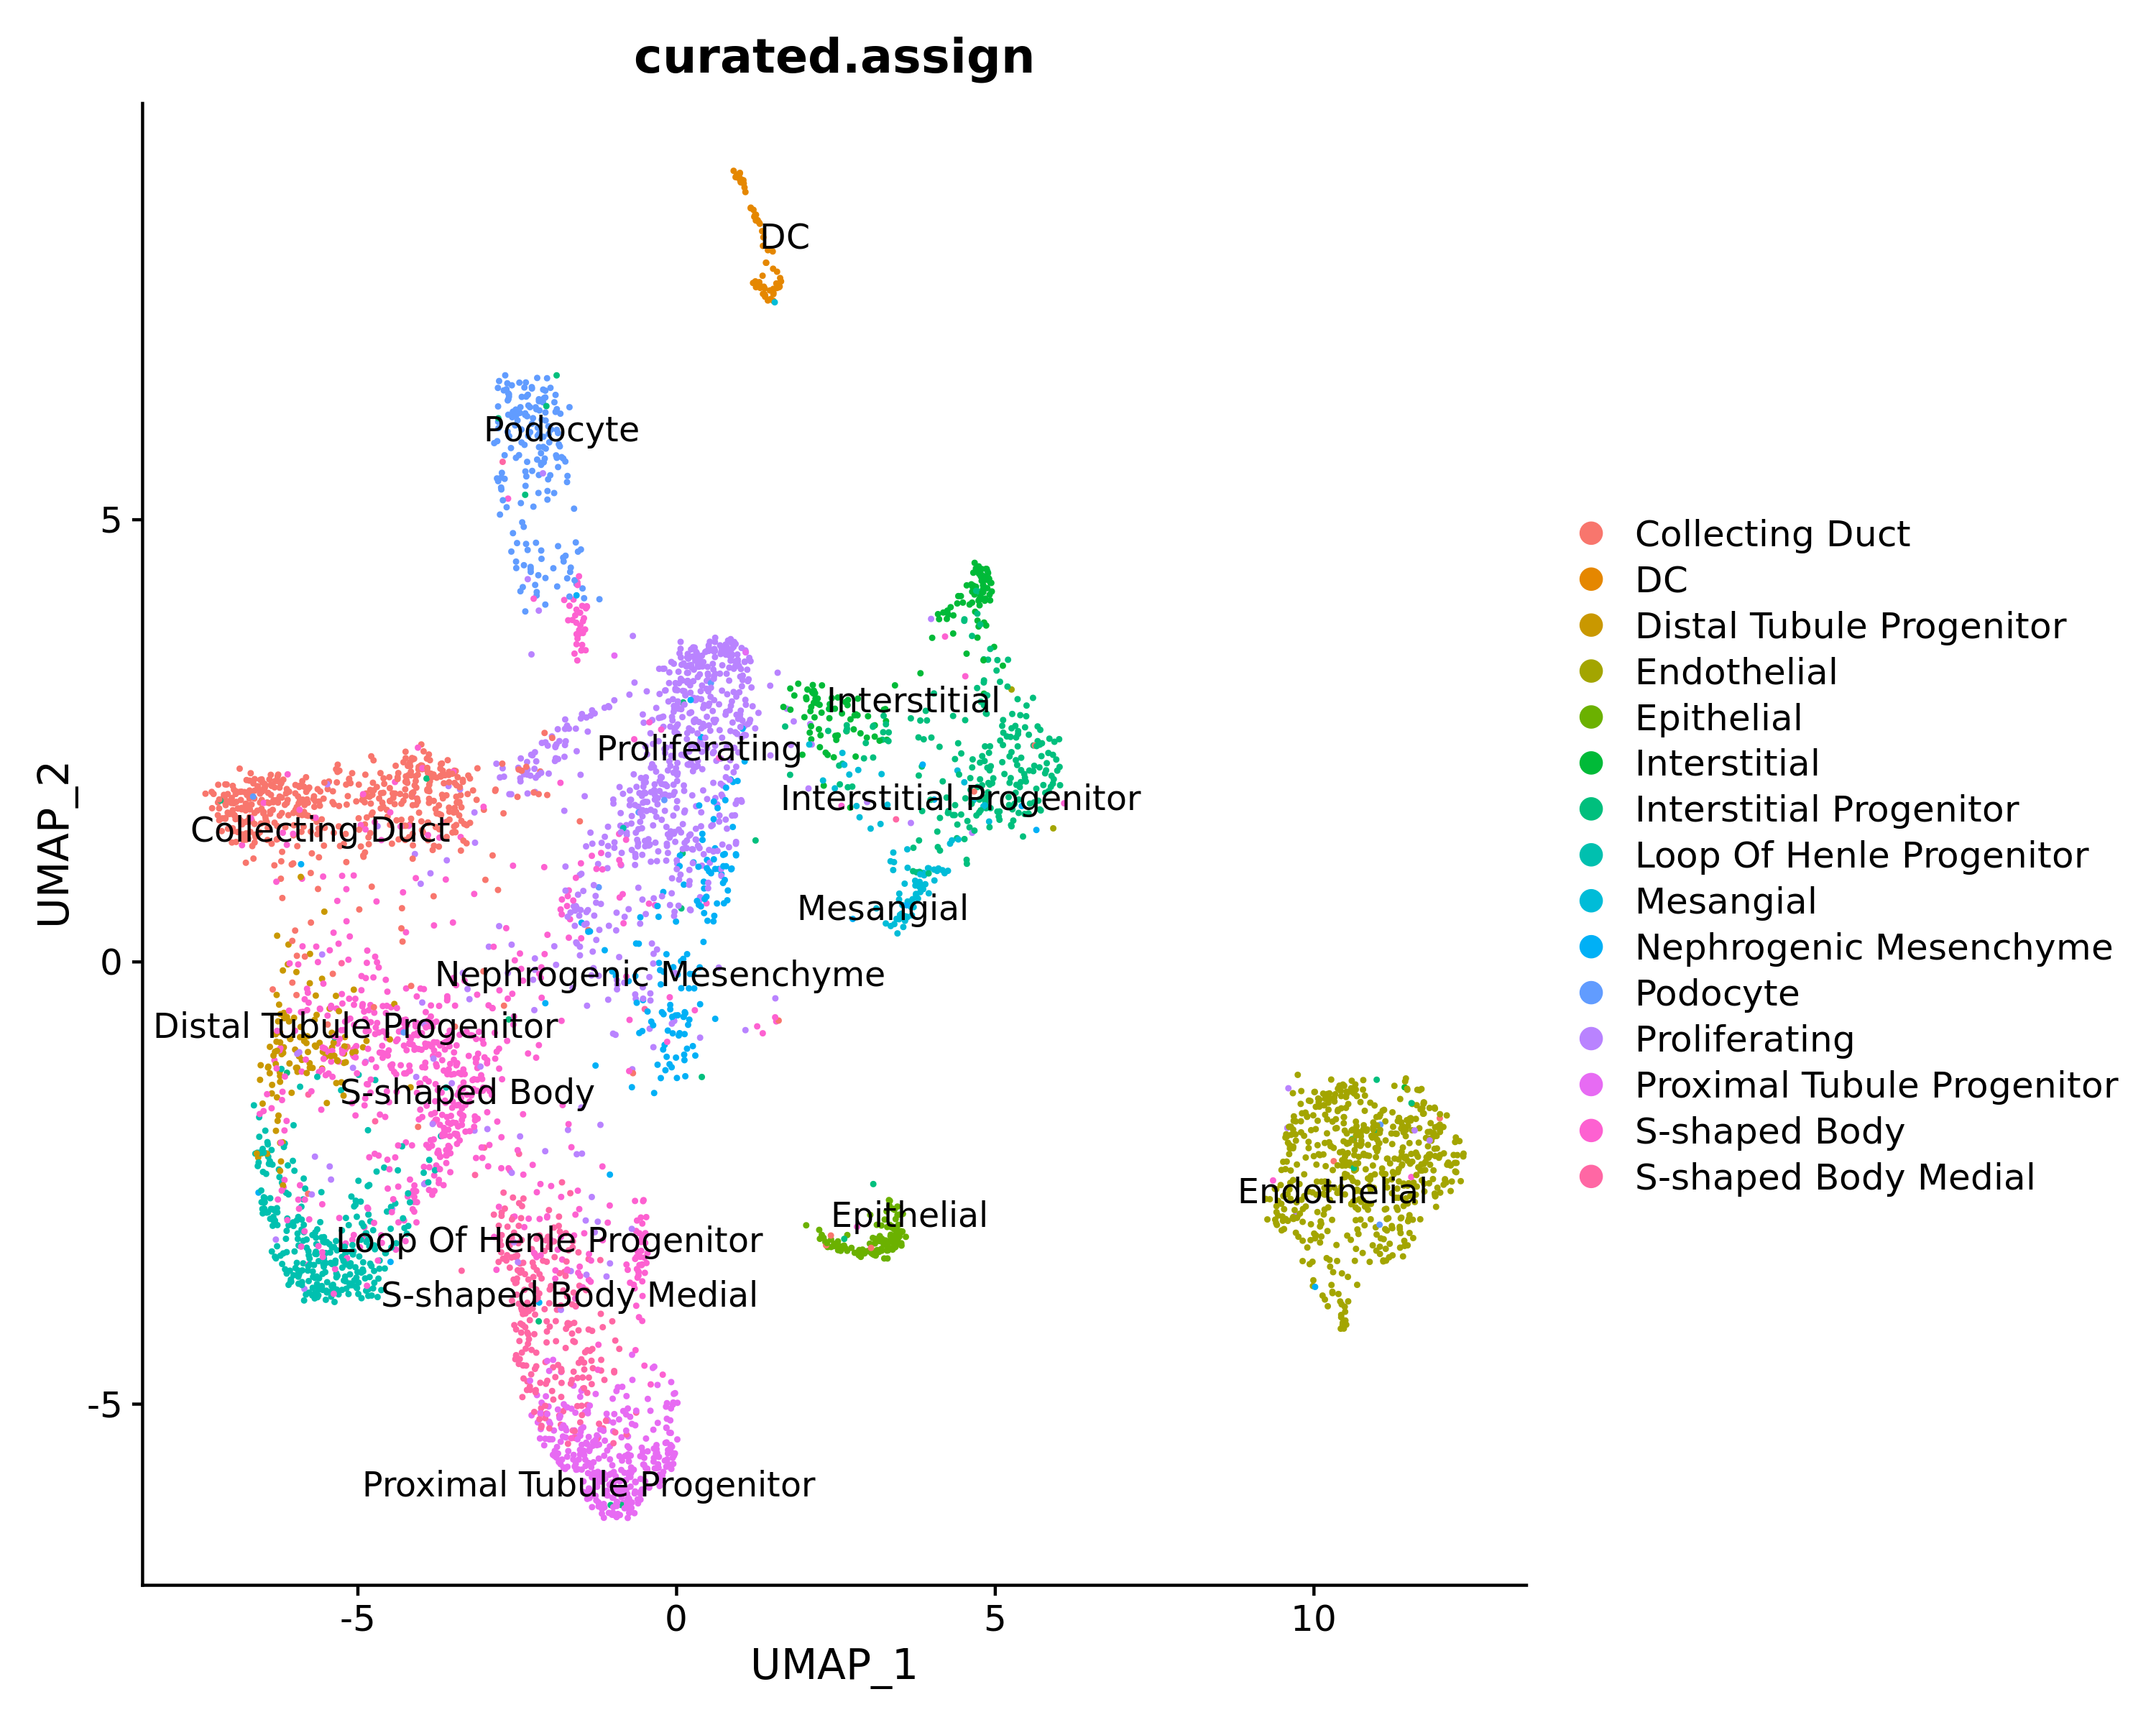 curated.assign
DC
Podocyte
5
Interstitial
Proliferating
Interstitial Progenitor
Collecting Duct
Mesangial
0
Nephrogenic Mesenchyme
Distal Tubule Progenitor
S-shaped Body
Endothelial
Epithelial
Loop Of Henle Progenitor
S-shaped Body Medial
-5
Proximal Tubule Progenitor
UMAP_2
-5 0 5 10
UMAP_1
Collecting Duct
DC
Distal Tubule Progenitor
Endothelial
Epithelial
Interstitial
Interstitial Progenitor
Loop Of Henle Progenitor
Mesangial
Nephrogenic Mesenchyme
Podocyte
Proliferating
Proximal Tubule Progenitor
S-shaped Body
S-shaped Body Medial